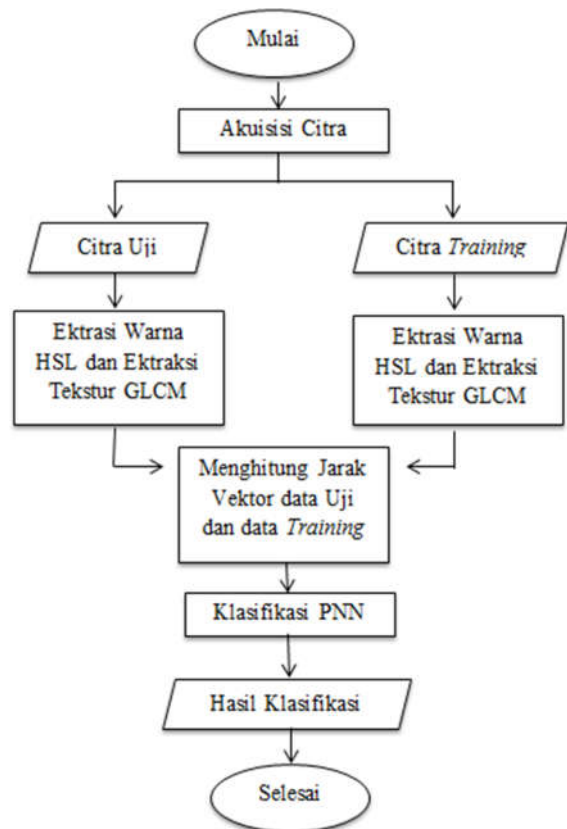 Mulai
Akuisisi Citra
Citra Uji
Citra Training
Ektrasi Warna
HSL dan Ektraksi
Tekstur GLCM
Ektrasi Warna
HSL dan Ektraksi
Tekstur GLCM
Menghitung Jarak
Vektor data Uji
dan data Training
Klasifikasi PNN
Hasil Klasifikasi
Selesai